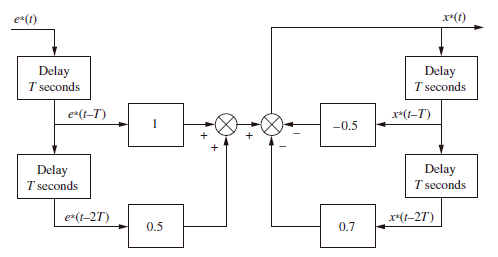 e*(t)
x*(t)
Delay
T seconds
Delay
T seconds
e*(t–T)
1
+
+
+
+
–
–
–0.5
x*(t–T)
Delay
T seconds
Delay
T seconds
e*(t–2T)
0.5
0.7
x*(t–2T)